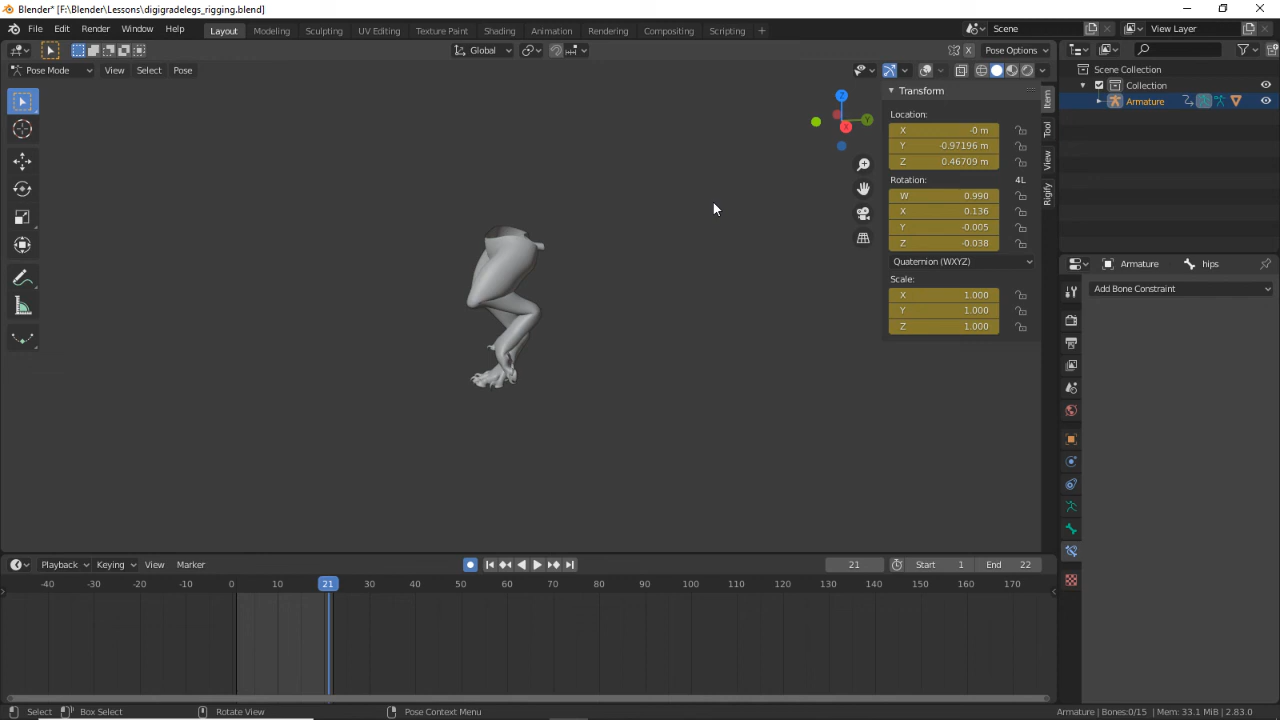 Blender* [F:\Blender\Lessons\digigradelegs_rigging.blend]
File Edit Render Window Help Layout Modeling Sculpting UV Editing Texture Paint Shading Animation Rendering Compositing Scripting + Scene View Layer
Global X Pose Options
Pose Mode View Select Pose
Scene Collection
Collection
Armature
Z
Y
X
Transform
Location:
X -0 m
Y -0.97196 m
Z 0.46709 m
Rotation: 4L
W 0.990
X 0.136
Y -0.005
Z -0.038
Quaternion (WXYZ)
Scale:
X 1.000
Y 1.000
Z 1.000
Item
Tool
View
Rigify
Armature hips
Add Bone Constraint
Playback Keying View Marker 21 Start 1 End 22
-40 -30 -20 -10 0 10 21 30 40 50 60 70 80 90 100 110 120 130 140 150 160 170
Select Box Select Rotate View Pose Context Menu Armature | Bones:0/15 | Mem: 33.1 MiB | 2.83.0